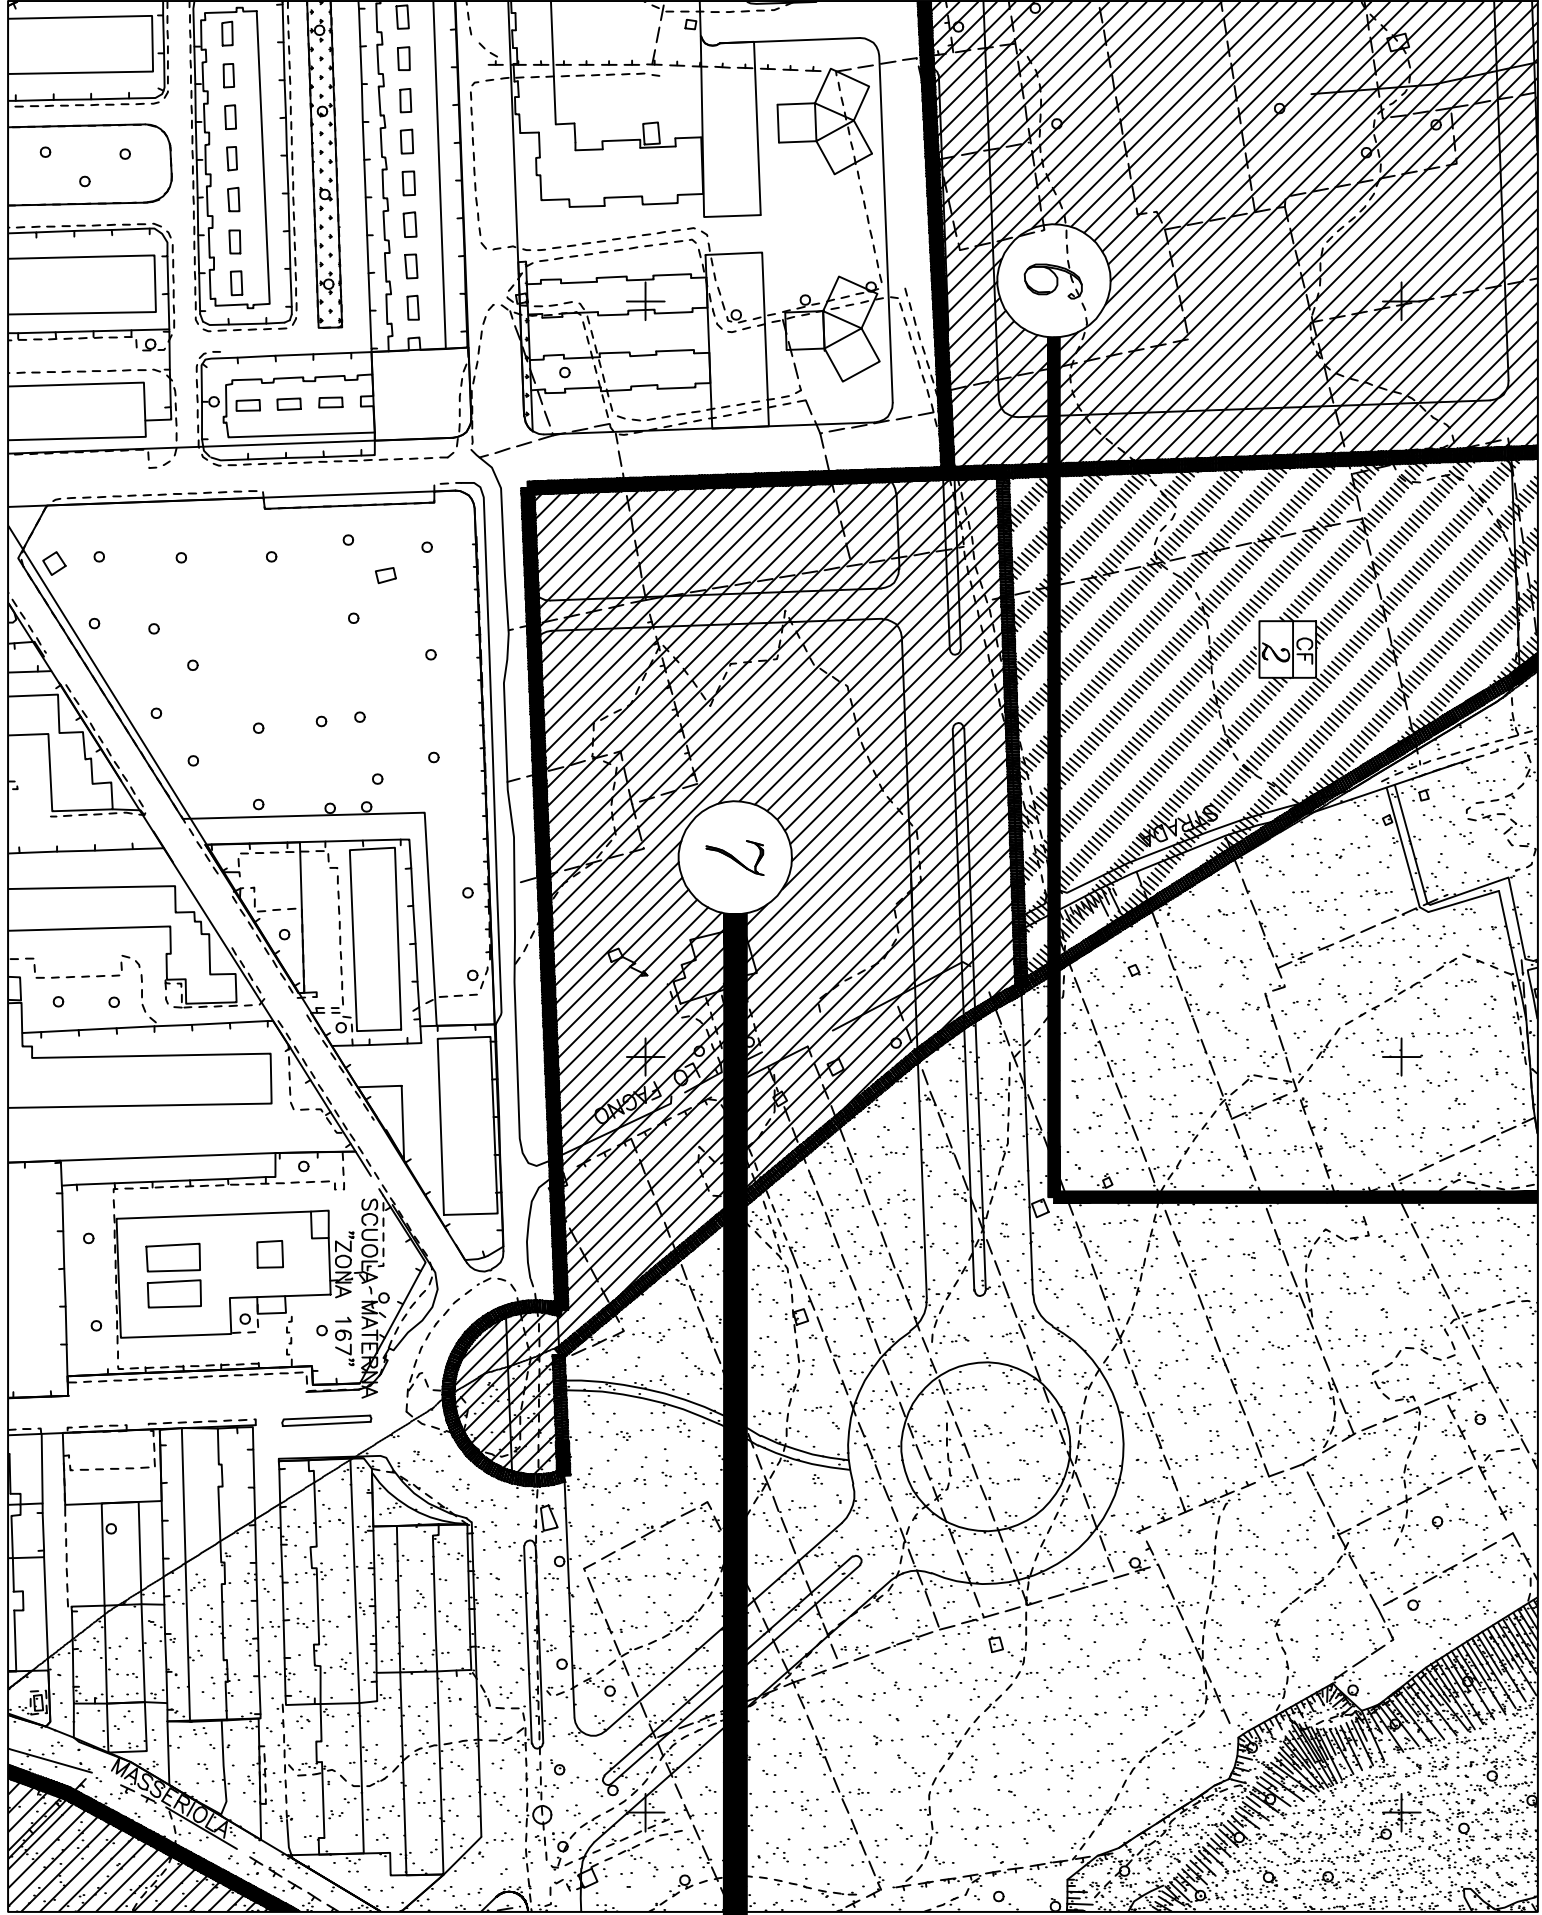 6
CF
2
STRADA
7
LO FAGNO
SCUOLA MATERNA
"ZONA 167"
MASSERIOLA